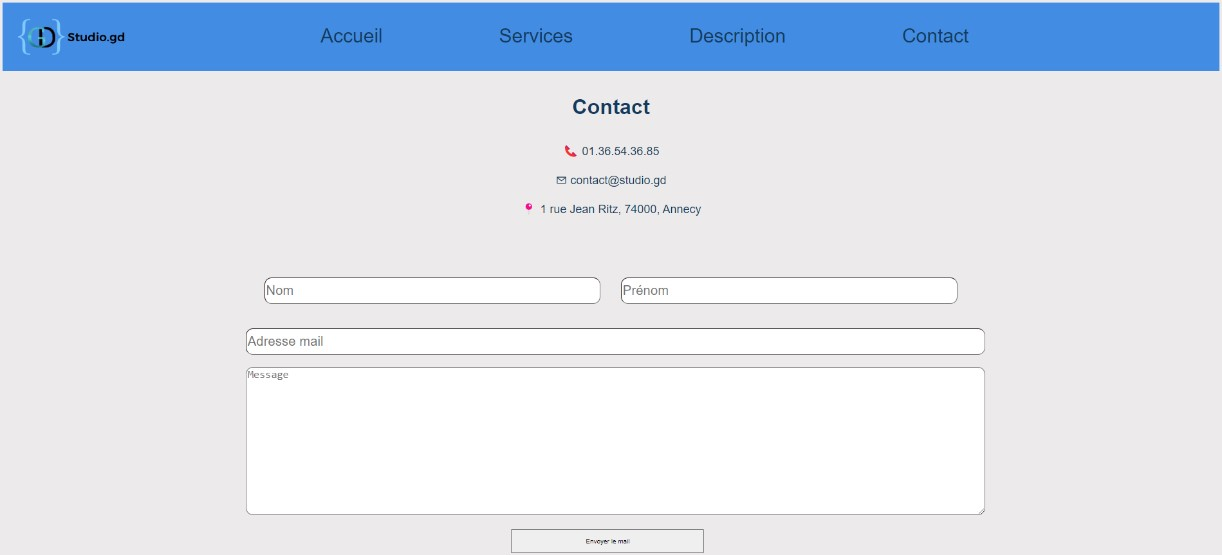 Studio.gd
Accueil Services Description Contact
Contact
01.36.54.36.85
contact@studio.gd
1 rue Jean Ritz, 74000, Annecy
Nom Prénom
Adresse mail
Message
Envoyer le mail